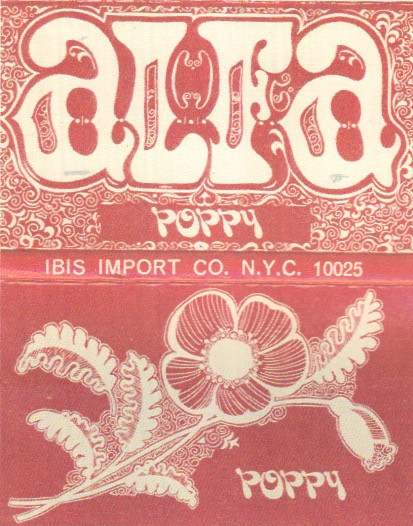 alfa
POPPY
IBIS IMPORT CO. N.Y.C. 10025
POPPY